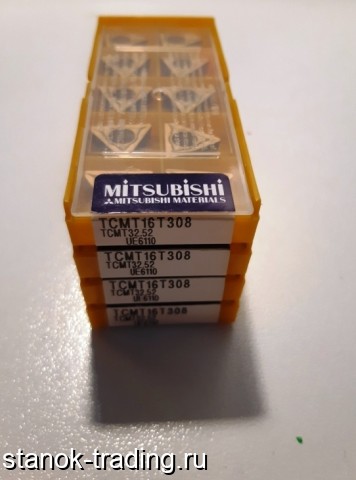 MITSUBISHI
MITSUBISHI MATERIALS
TCMT16T308
TCMT32.52
UE6110
TCMT16T308
TCMT32.52
UE6110
TCMT16T308
TCMT32.52
UE6110
TCMT16T308
stanok-trading.ru